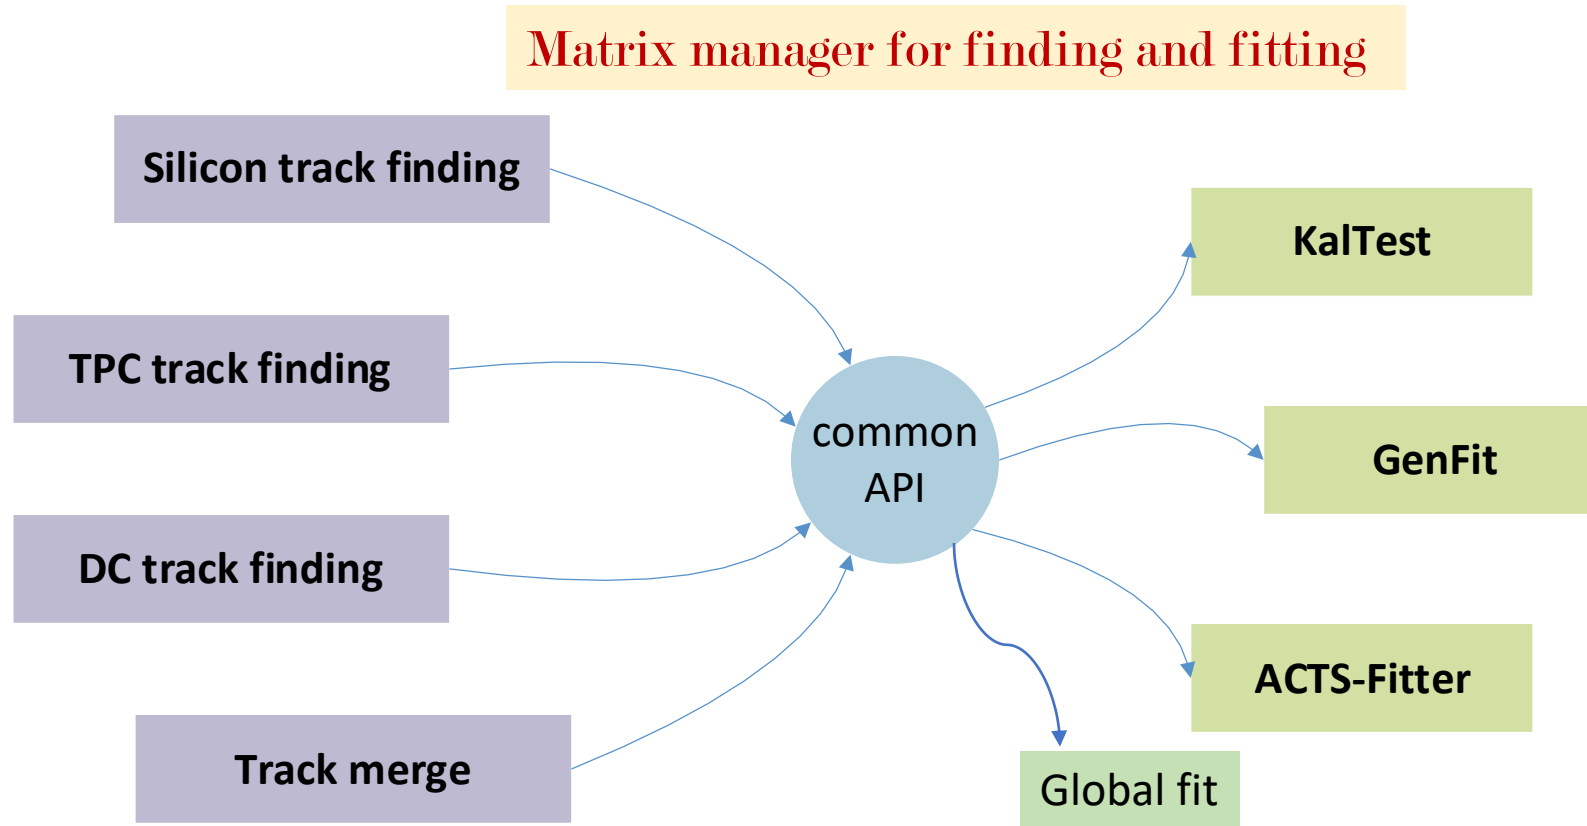 Matrix manager for finding and fitting
Silicon track finding
TPC track finding
DC track finding
Track merge
common
API
KalTest
GenFit
ACTS-Fitter
Global fit